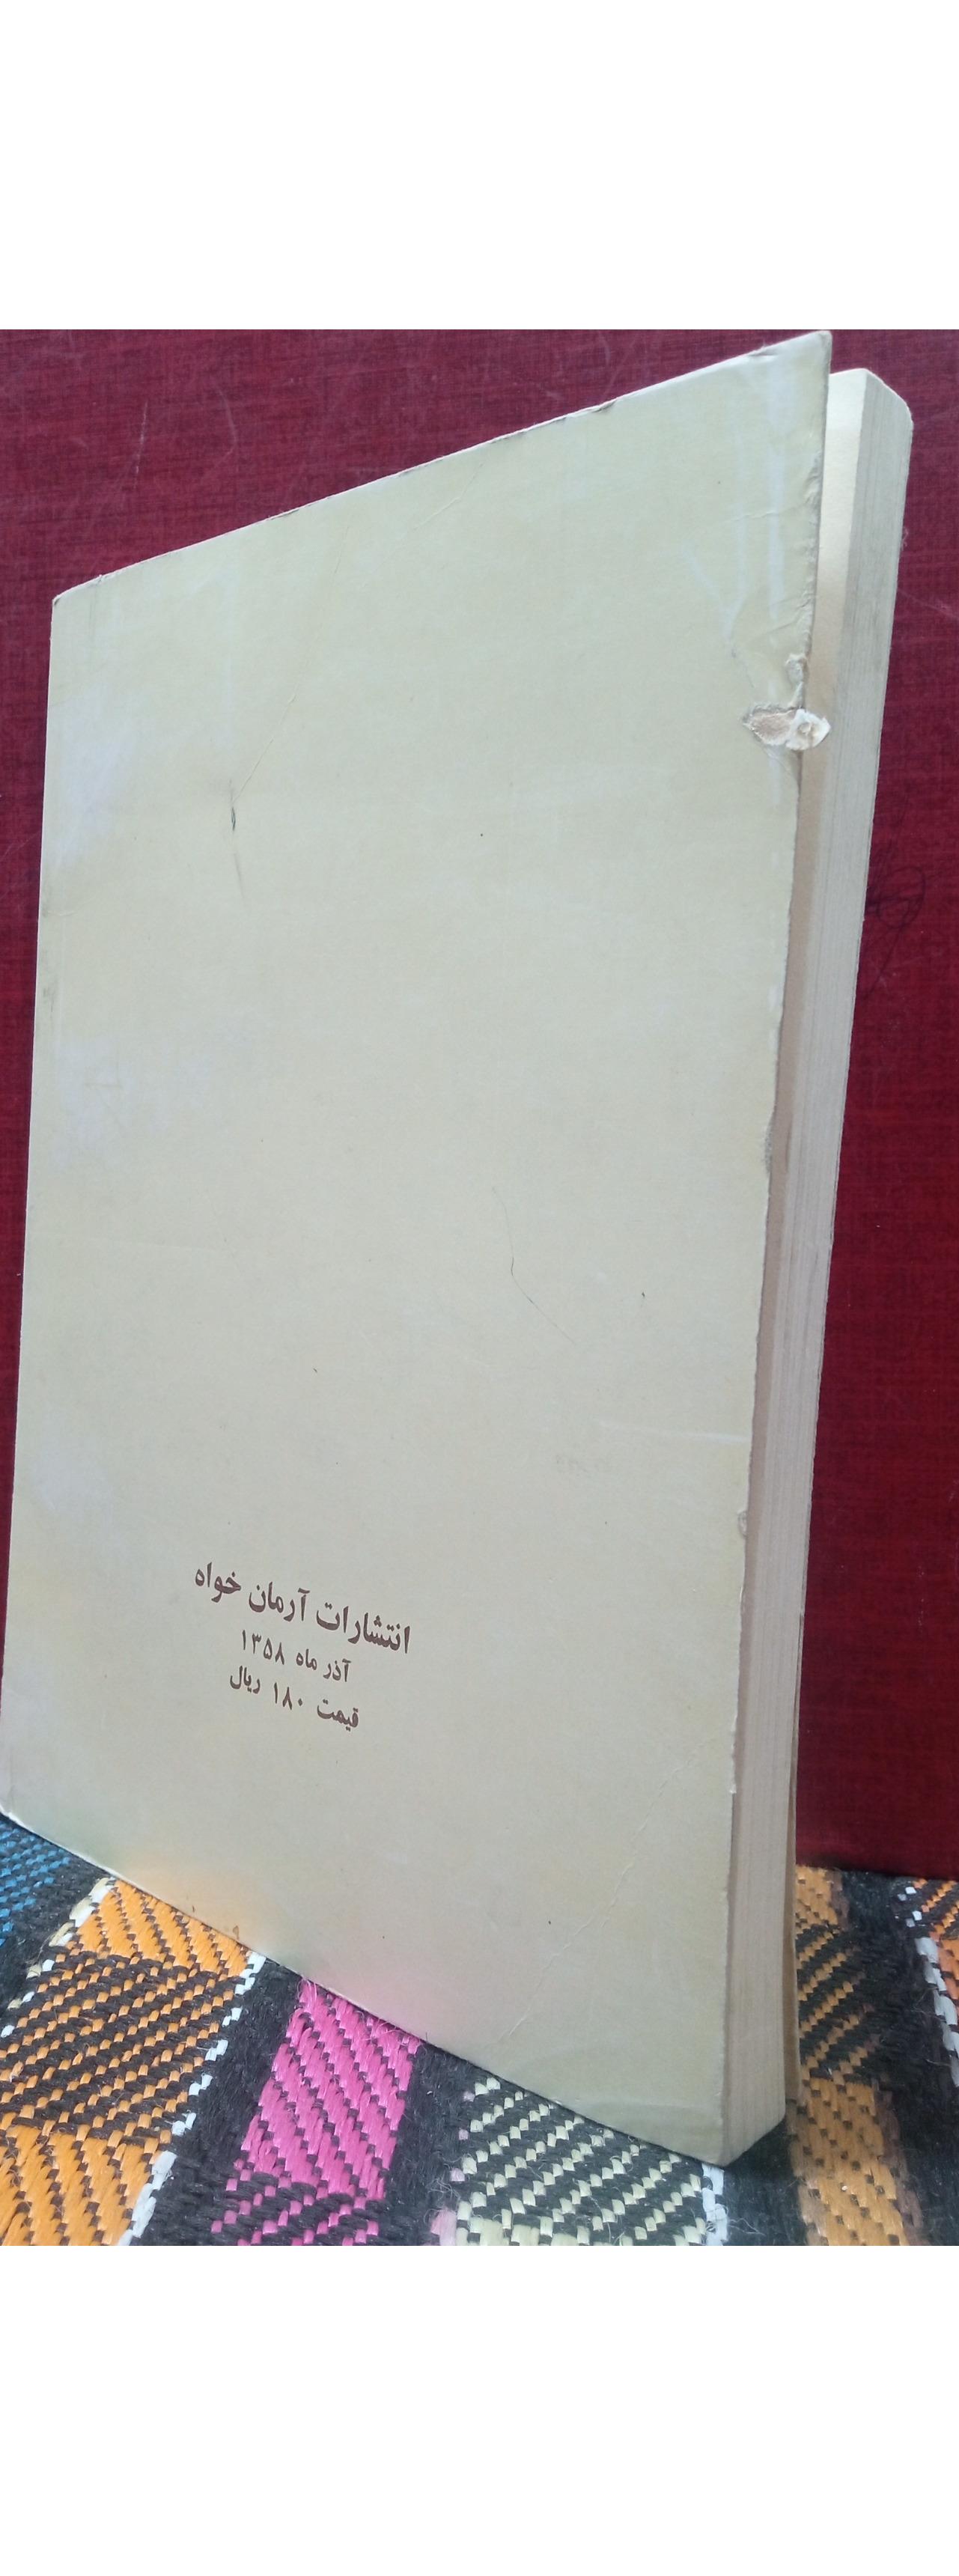 انتشارات آرمان خواه
آذر ماه ۱۳۵۸
قیمت ۱۸۰ ریال